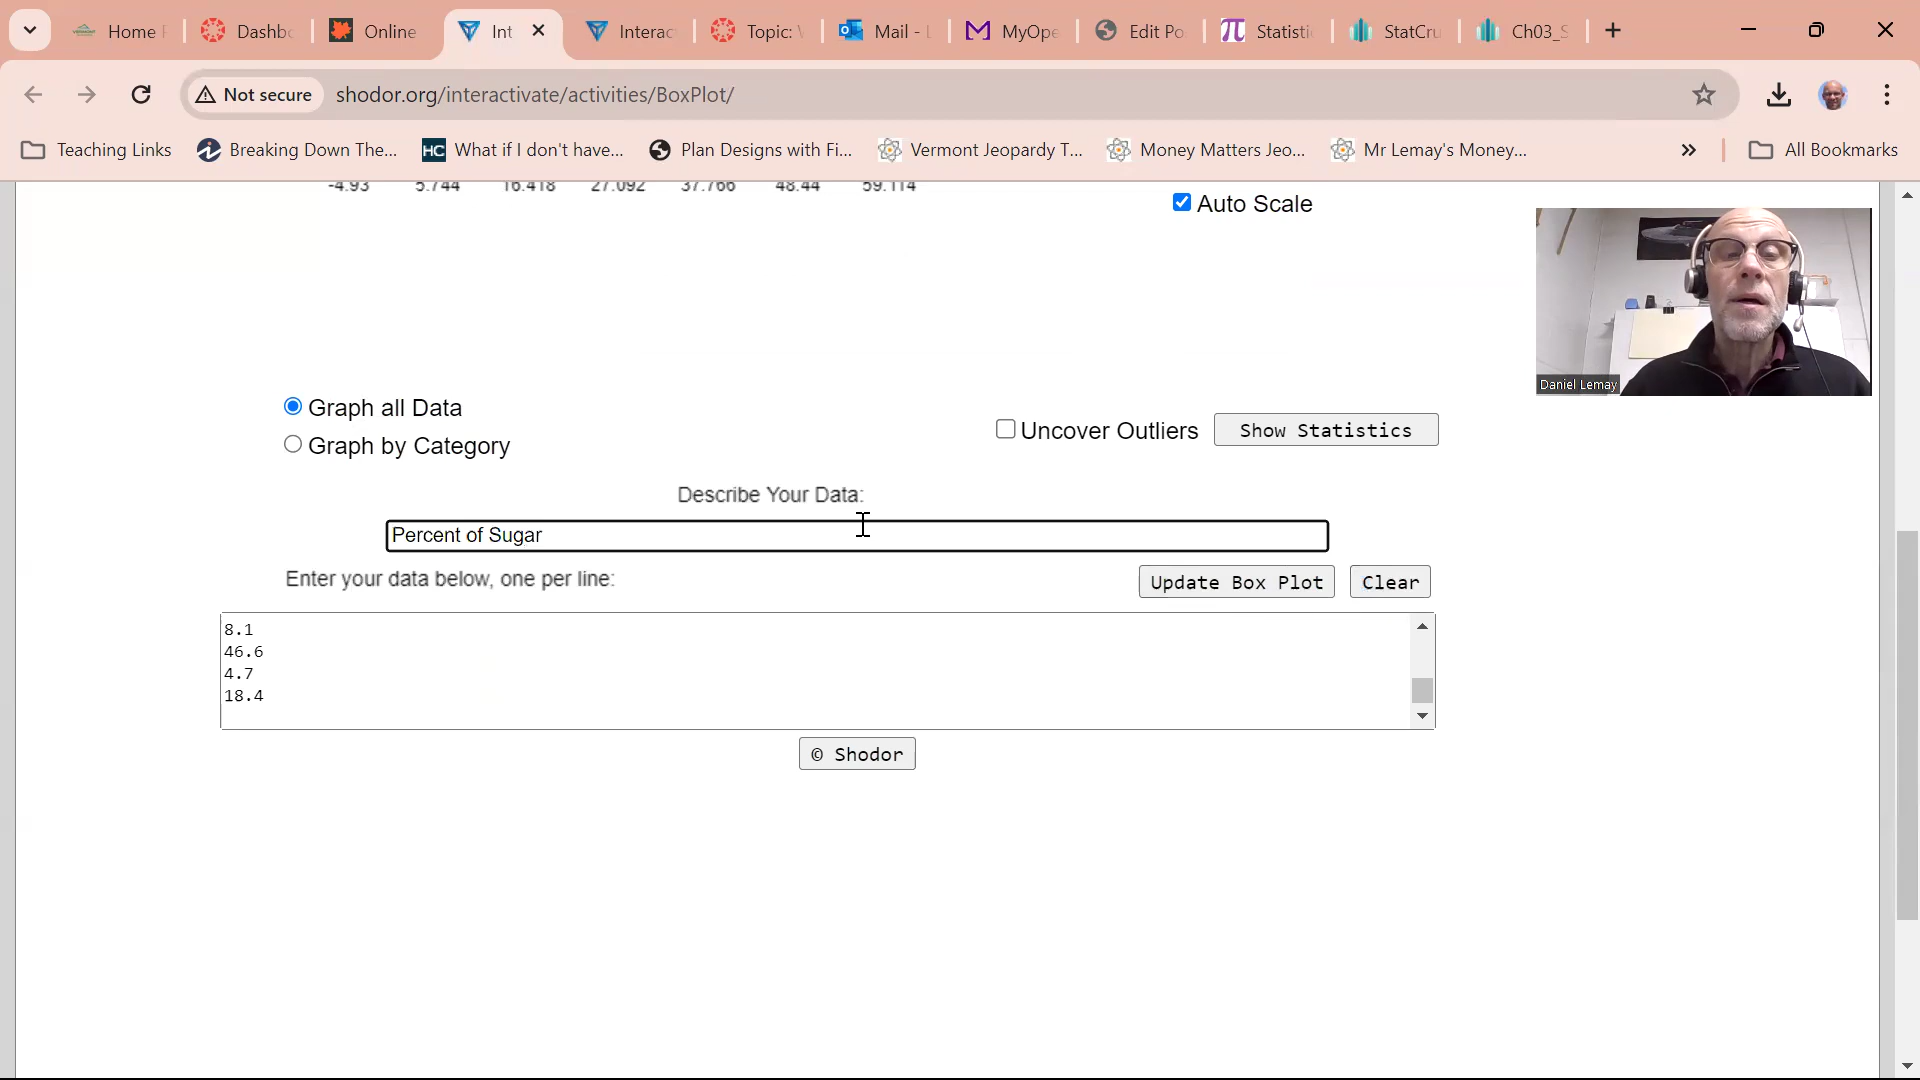 Home
Dashbo
Online
Int
Interac
Topic:
Mail -
MyOpe
Edit Po
Statisti
StatCru
Ch03_S
Not secure
shodor.org/interactivate/activities/BoxPlot/
Teaching Links
Breaking Down The...
What if I don't have...
Plan Designs with Fi...
Vermont Jeopardy T...
Money Matters Jeo...
Mr Lemay's Money...
All Bookmarks
-4.93 5.744 16.418 27.092 37.766 48.44 59.114
Auto Scale
Daniel Lemay
Graph all Data
Graph by Category
Uncover Outliers
Show Statistics
Describe Your Data:
Percent of Sugar
Enter your data below, one per line:
Update Box Plot
Clear
8.1
46.6
4.7
18.4
© Shodor